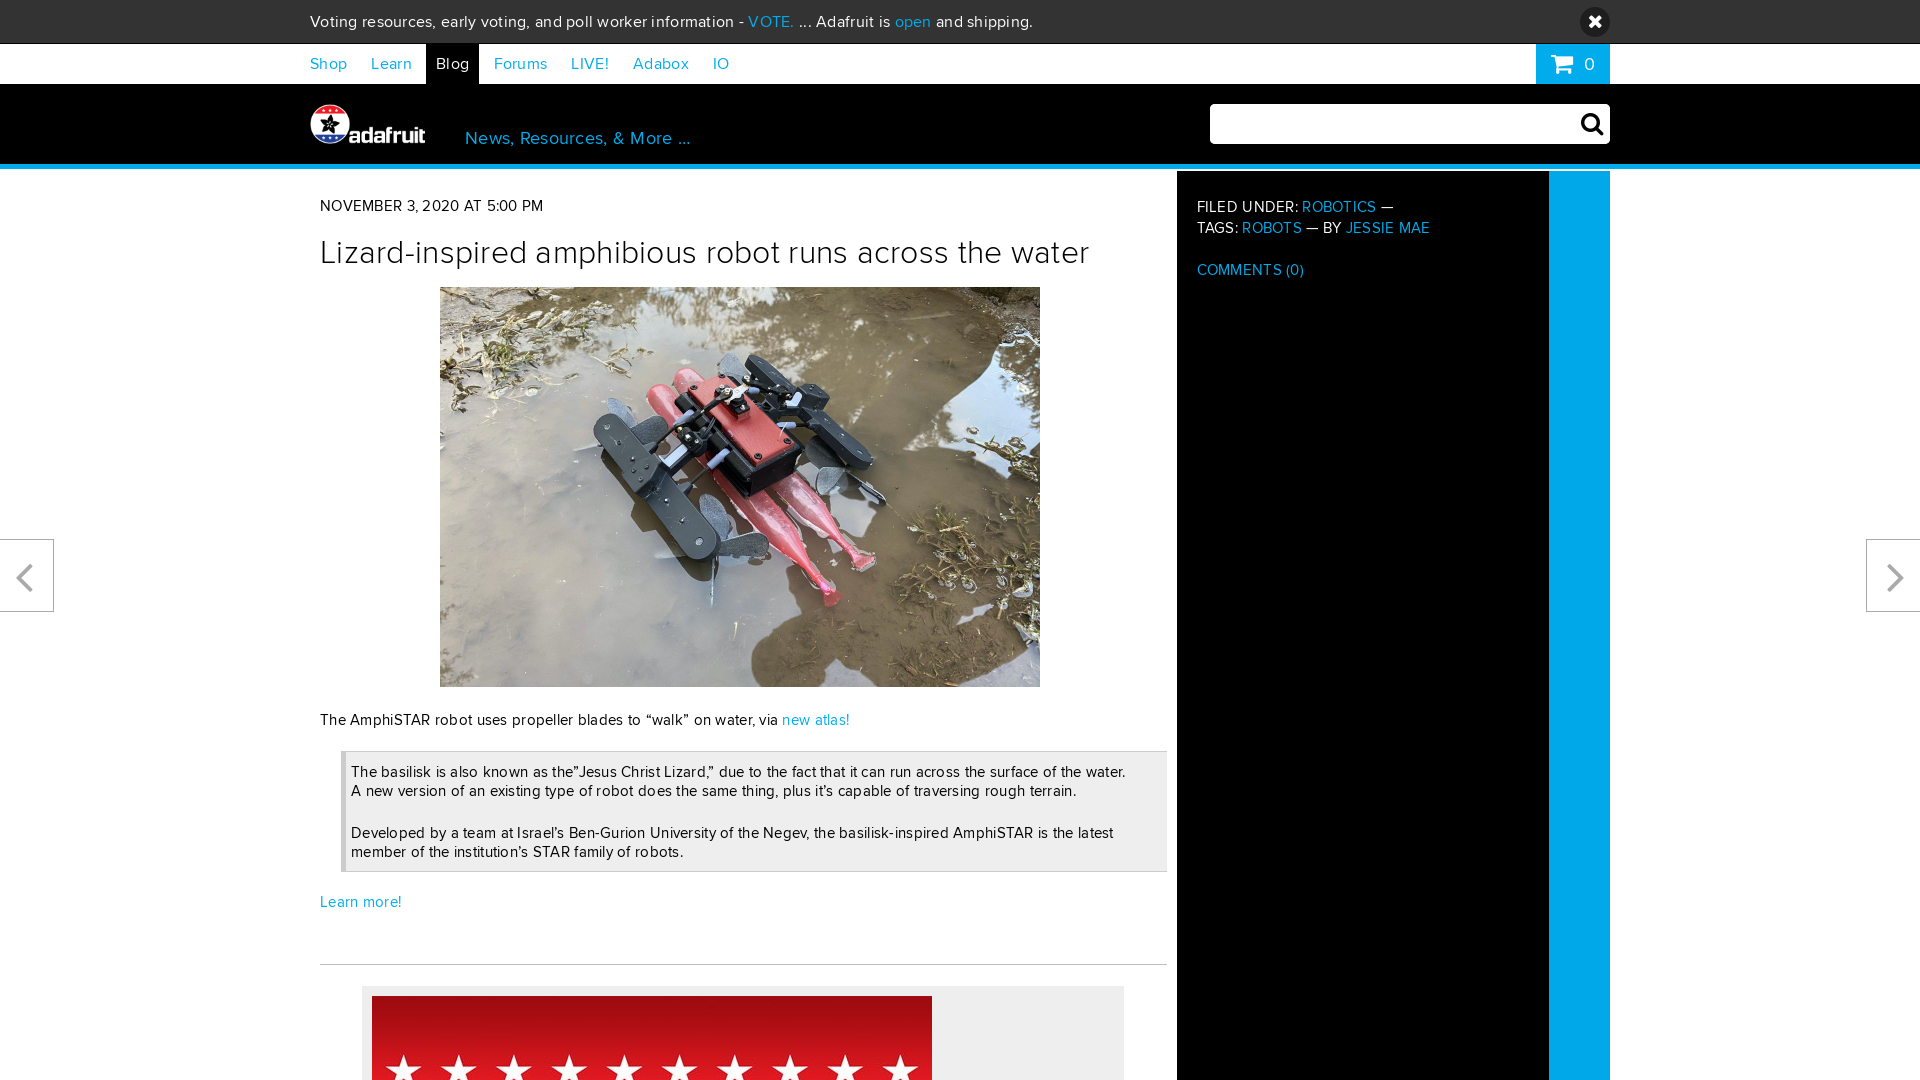 Voting resources, early voting, and poll worker information - VOTE. ... Adafruit is open and shipping.
Shop Learn Blog Forums LIVE! Adabox IO 0
adafruit News, Resources, & More ...
NOVEMBER 3, 2020 AT 5:00 PM
Lizard-inspired amphibious robot runs across the water
The AmphiSTAR robot uses propeller blades to “walk” on water, via new atlas!
The basilisk is also known as the”Jesus Christ Lizard,” due to the fact that it can run across the surface of the water.
A new version of an existing type of robot does the same thing, plus it’s capable of traversing rough terrain.
Developed by a team at Israel’s Ben-Gurion University of the Negev, the basilisk-inspired AmphiSTAR is the latest
member of the institution’s STAR family of robots.
Learn more!
FILED UNDER: ROBOTICS —
TAGS: ROBOTS — BY JESSIE MAE
COMMENTS (0)